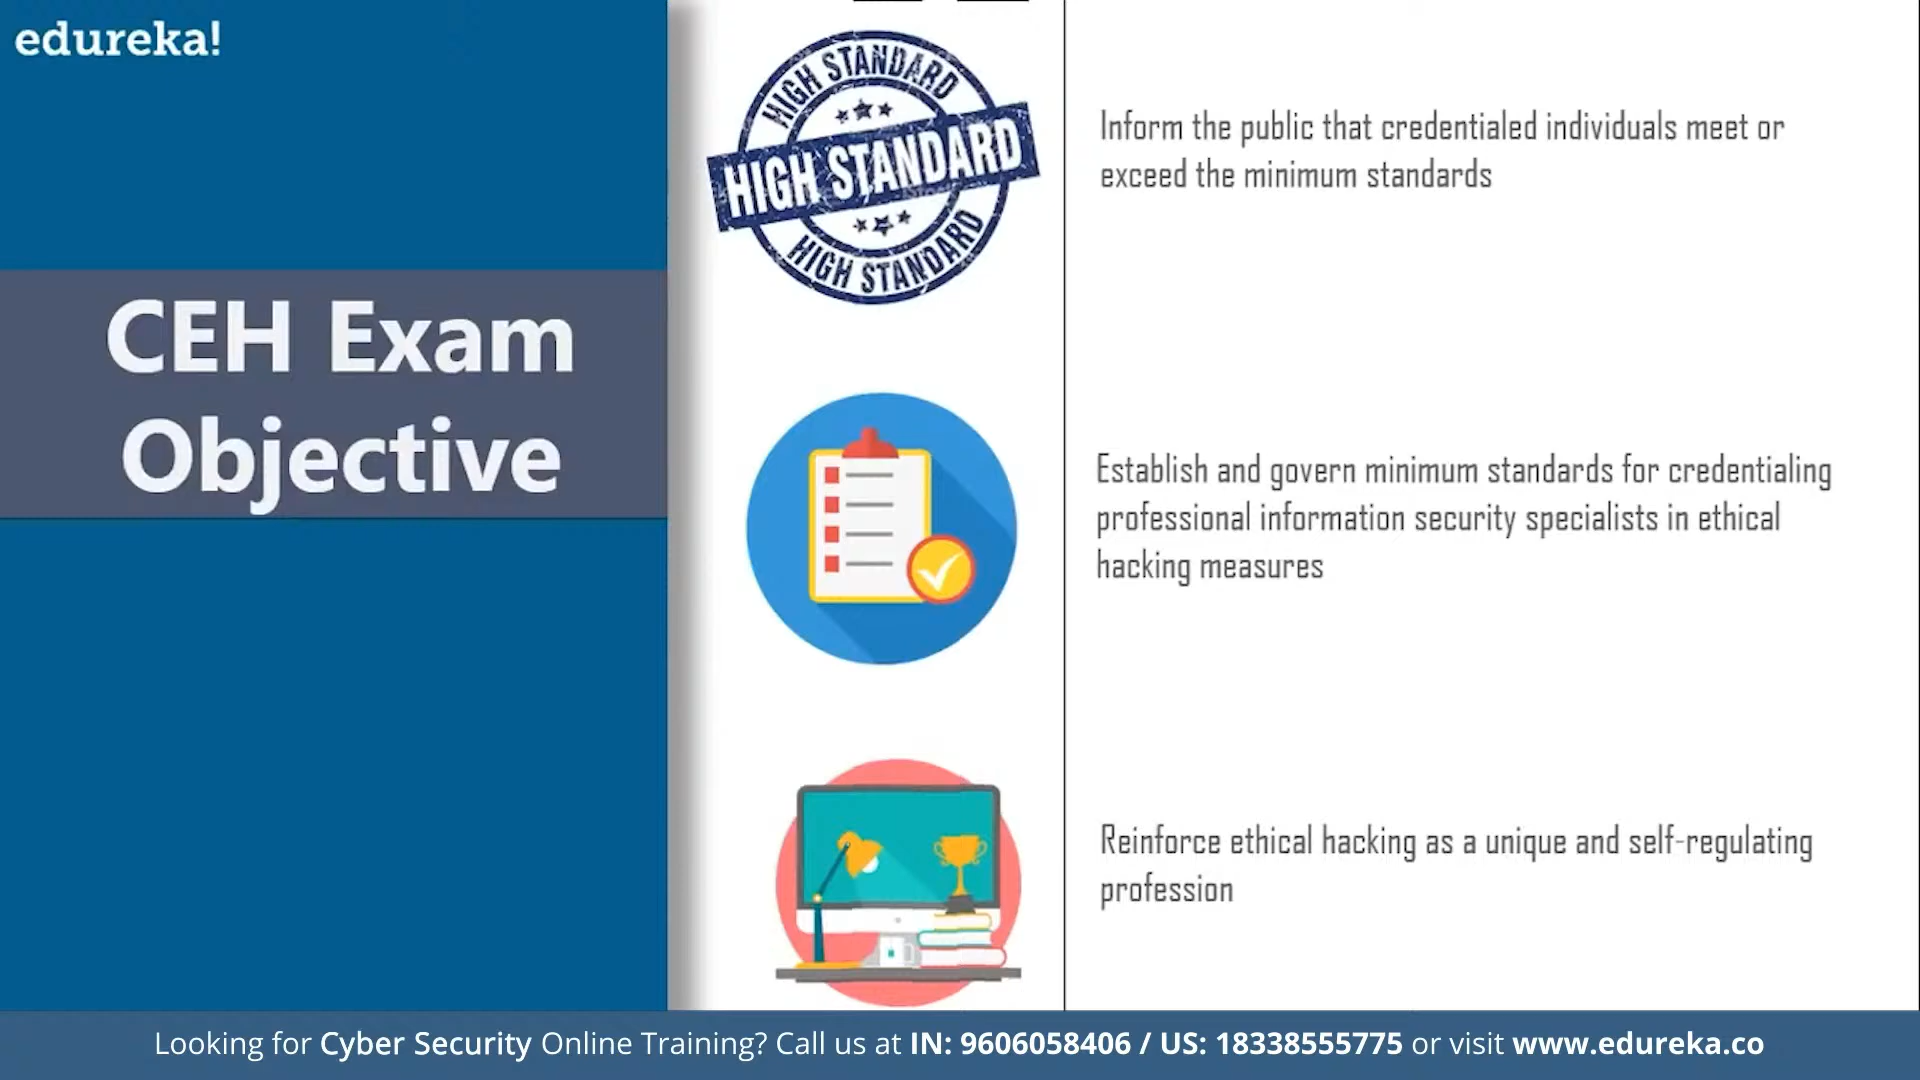 edureka!
CEH Exam
Objective
HIGH STANDARD
HIGH STANDARD
HIGH STANDARD
Inform the public that credentialed individuals meet or
exceed the minimum standards
Establish and govern minimum standards for credentialing
professional information security specialists in ethical
hacking measures
Reinforce ethical hacking as a unique and self-regulating
profession
Looking for Cyber Security Online Training? Call us at IN: 9606058406 / US: 18338555775 or visit www.edureka.co